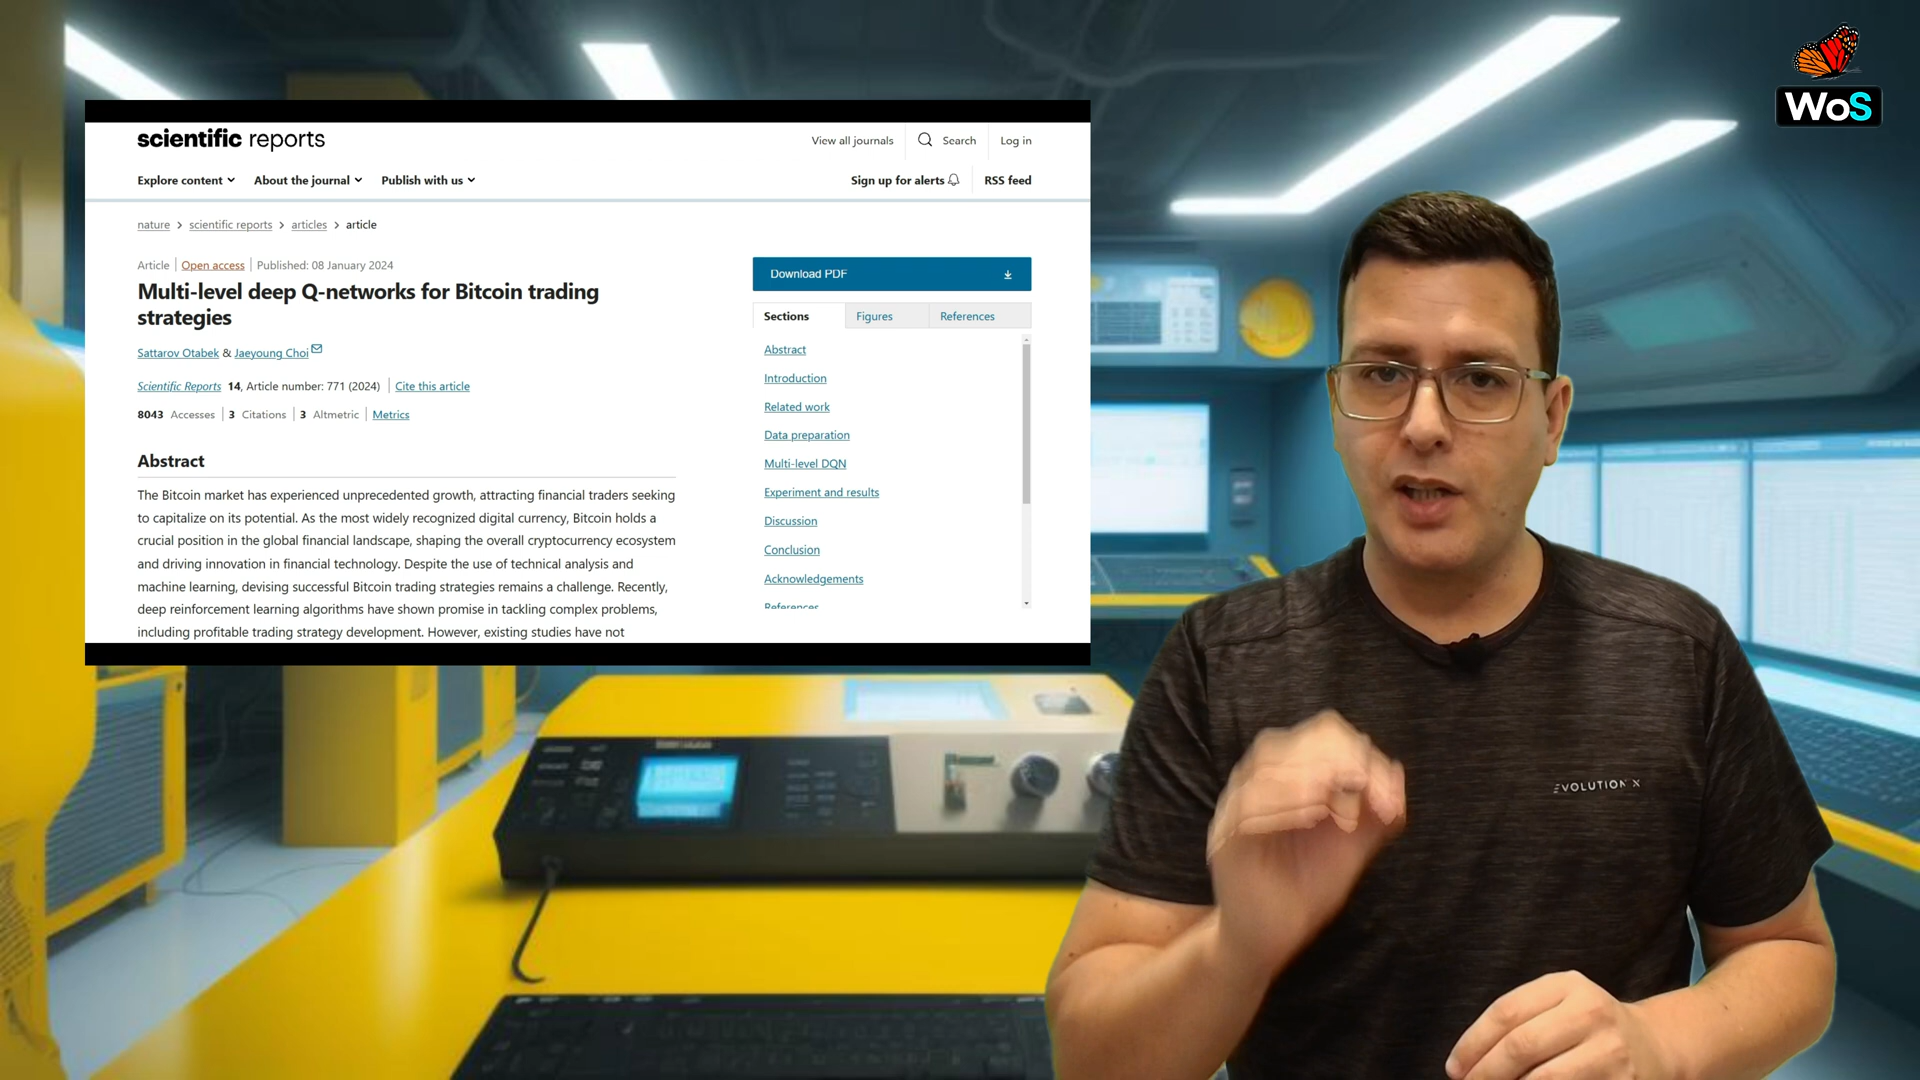 WoS
scientific reports
View all journals
Search
Log in
Explore content
About the journal
Publish with us
Sign up for alerts
RSS feed
nature > scientific reports > articles > article
Article | Open access | Published: 08 January 2024
Multi-level deep Q-networks for Bitcoin trading
strategies
Sattarov Otabek & Jaeyoung Choi
Scientific Reports 14, Article number: 771 (2024) | Cite this article
8043 Accesses | 3 Citations | 3 Altmetric | Metrics
Abstract
The Bitcoin market has experienced unprecedented growth, attracting financial traders seeking
to capitalize on its potential. As the most widely recognized digital currency, Bitcoin holds a
crucial position in the global financial landscape, shaping the overall cryptocurrency ecosystem
and driving innovation in financial technology. Despite the use of technical analysis and
machine learning, devising successful Bitcoin trading strategies remains a challenge. Recently,
deep reinforcement learning algorithms have shown promise in tackling complex problems,
including profitable trading strategy development. However, existing studies have not
Download PDF
Sections
Figures
References
Abstract
Introduction
Related work
Data preparation
Multi-level DQN
Experiment and results
Discussion
Conclusion
Acknowledgements
References
EVOLUTION X